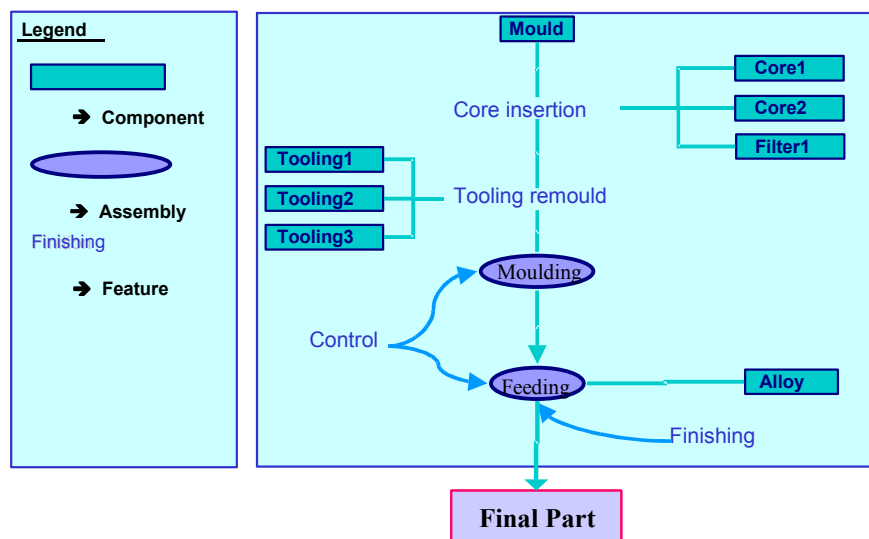 Legend
➔ Component
➔ Assembly
Finishing
➔ Feature
Mould
Core insertion
Core1
Core2
Filter1
Tooling1
Tooling2
Tooling3
Tooling remould
Moulding
Control
Feeding
Alloy
Finishing
Final Part